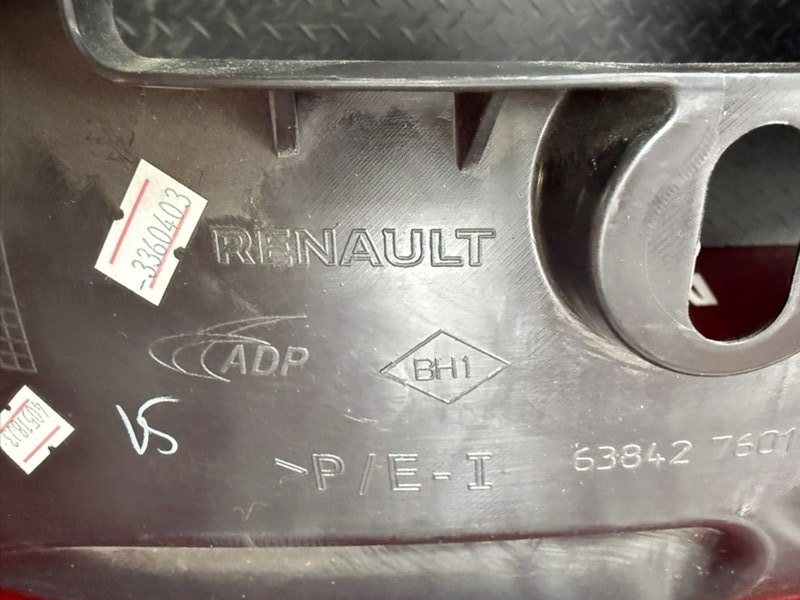 -3360403
RENAULT
ADP
BH1
VS
>P/E-I
63842 7601